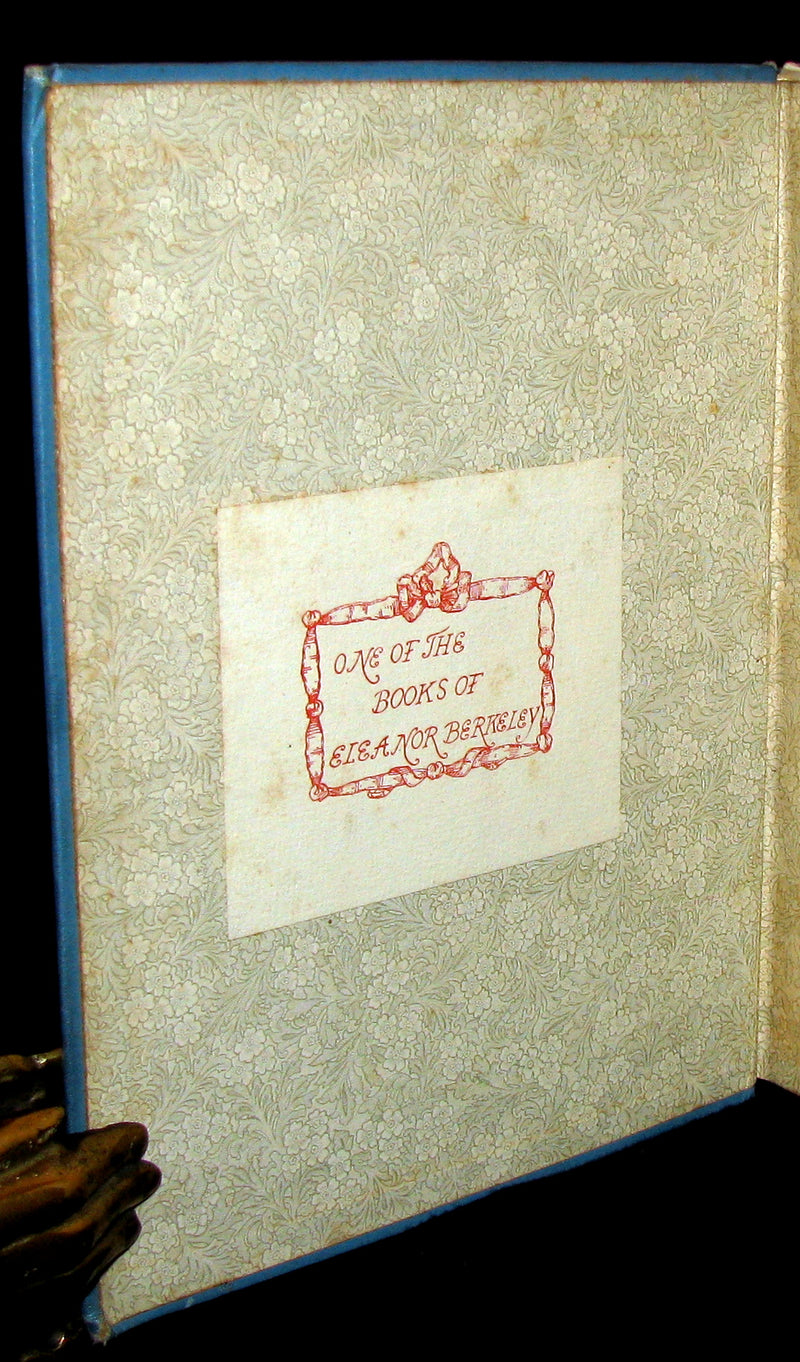 ONE OF THE
BOOKS OF
ELEANOR BERKELEY